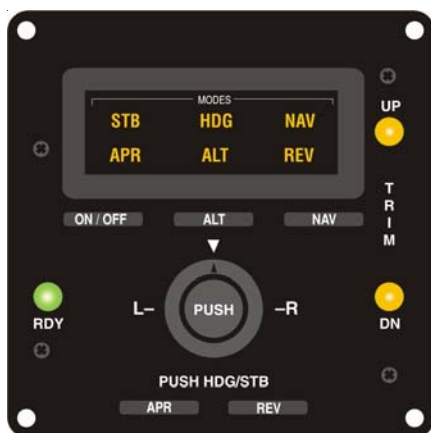 MODES
STB HDG NAV
APR ALT REV
UP
ON / OFF ALT NAV
TRIM
L– PUSH –R
RDY DN
PUSH HDG/STB
APR REV